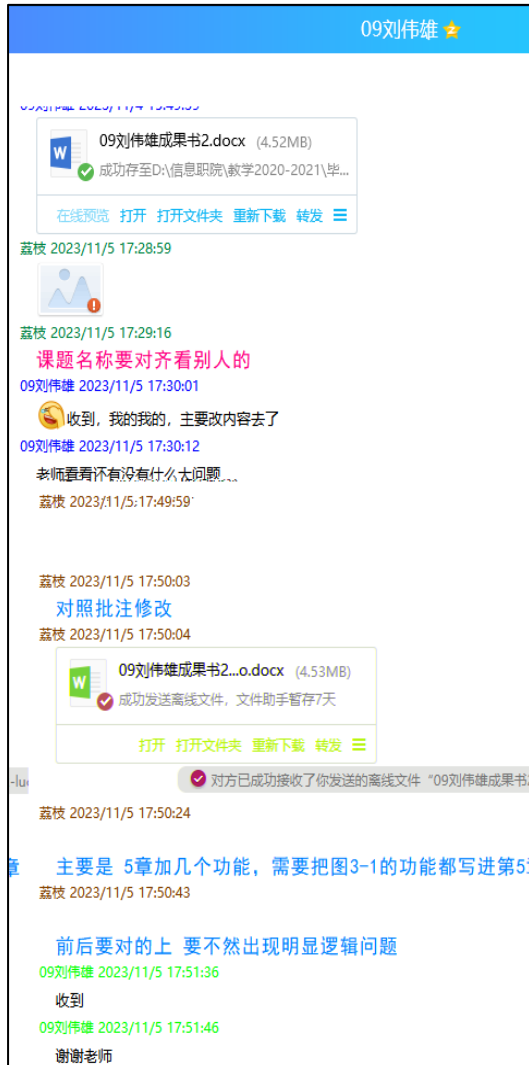 09刘伟雄
09刘伟雄 2023/11/4 15:49:39
09刘伟雄成果书2.docx (4.52MB)
成功存至D:\信息职院\教学2020-2021\毕...
在线预览 打开 打开文件夹 重新下载 转发
荔枝 2023/11/5 17:28:59
荔枝 2023/11/5 17:29:16
课题名称要对齐看别人的
09刘伟雄 2023/11/5 17:30:01
收到，我的我的，主要改内容去了
09刘伟雄 2023/11/5 17:30:12
老师看看还有没有什么大问题
荔枝 2023/11/5 17:49:59
荔枝 2023/11/5 17:50:03
对照批注修改
荔枝 2023/11/5 17:50:04
09刘伟雄成果书2...o.docx (4.53MB)
成功发送离线文件，文件助手暂存7天
打开 打开文件夹 重新下载 转发
-luo
对方已成功接收了你发送的离线文件“09刘伟雄成果书2
荔枝 2023/11/5 17:50:24
章 主要是 5章加几个功能，需要把图3-1的功能都写进第5章
荔枝 2023/11/5 17:50:43
前后要对的上 要不然出现明显逻辑问题
09刘伟雄 2023/11/5 17:51:36
收到
09刘伟雄 2023/11/5 17:51:46
谢谢老师